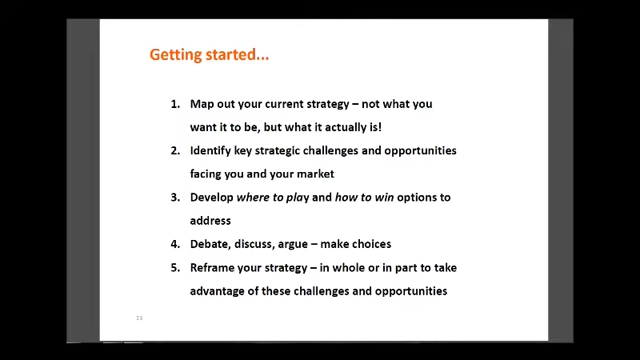 Getting started...
1. Map out your current strategy – not what you
want it to be, but what it actually is!
2. Identify key strategic challenges and opportunities
facing you and your market
3. Develop where to play and how to win options to
address
4. Debate, discuss, argue – make choices
5. Reframe your strategy – in whole or in part to take
advantage of these challenges and opportunities